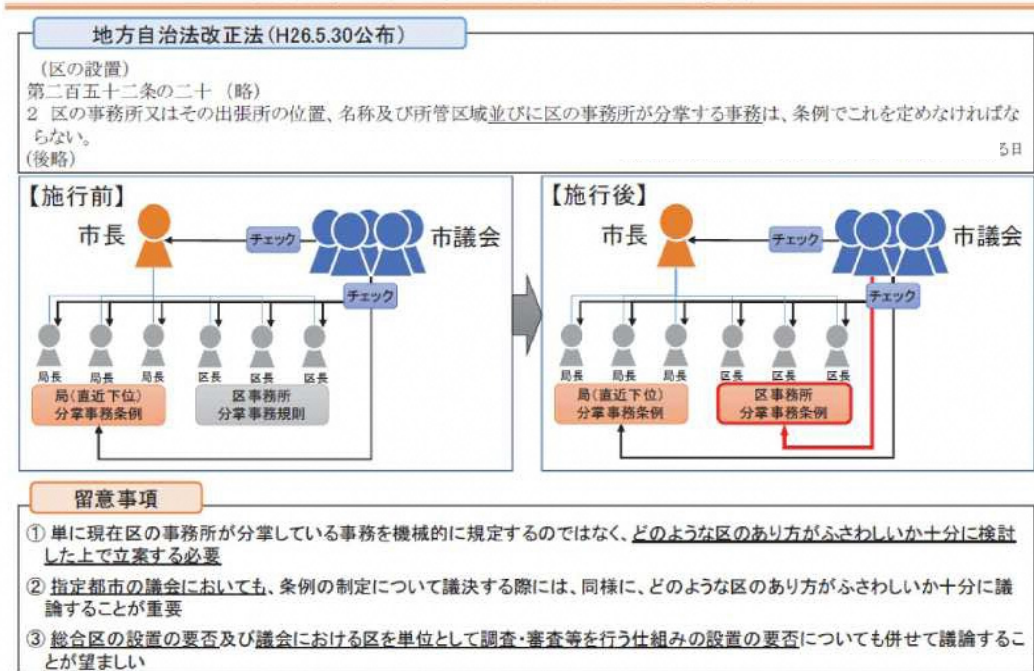 地方自治法改正法(H26.5.30公布)
(区の設置)
第二百五十二条の二十 (略)
2 区の事務所又はその出張所の位置、名称及び所管区域並びに区の事務所が分掌する事務は、条例でこれを定めなければな
らない。
(後略)
る日
【施行前】
市長
チェック
市議会
チェック
局長 局長 局長 区長 区長 区長
局(直近下位)
分掌事務条例
区事務所
分掌事務規則
【施行後】
市長
チェック
市議会
チェック
局長 局長 局長 区長 区長 区長
局(直近下位)
分掌事務条例
区事務所
分掌事務条例
留意事項
① 単に現在区の事務所が分掌している事務を機械的に規定するのではなく、どのような区のあり方がふさわしいか十分に検討
した上で立案する必要
② 指定都市の議会においても、条例の制定について議決する際には、同様に、どのような区のあり方がふさわしいか十分に議
論することが重要
③ 総合区の設置の要否及び議会における区を単位として調査・審査等を行う仕組みの設置の要否についても併せて議論するこ
とが望ましい